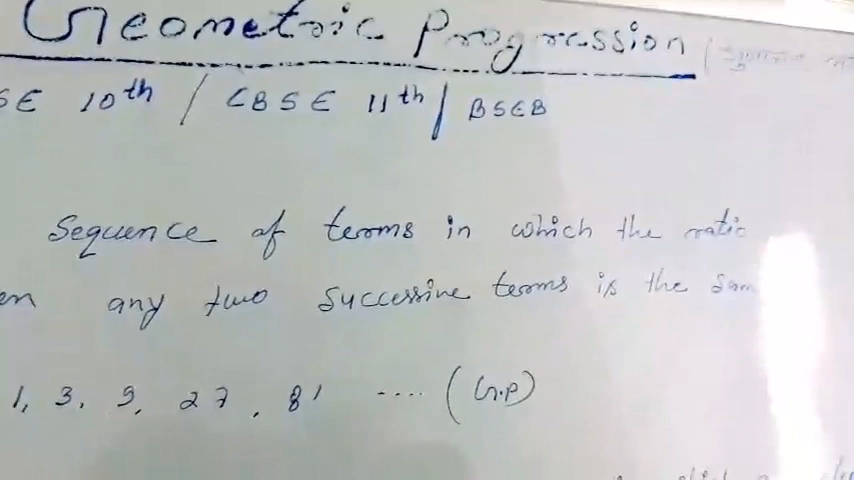 Geometric Progression
SE 10th / CBSE 11th / BSEB
Sequence of terms in which the ratio
en any two successive terms is the Sam
1, 3, 9, 27, 81 .... (G.P)